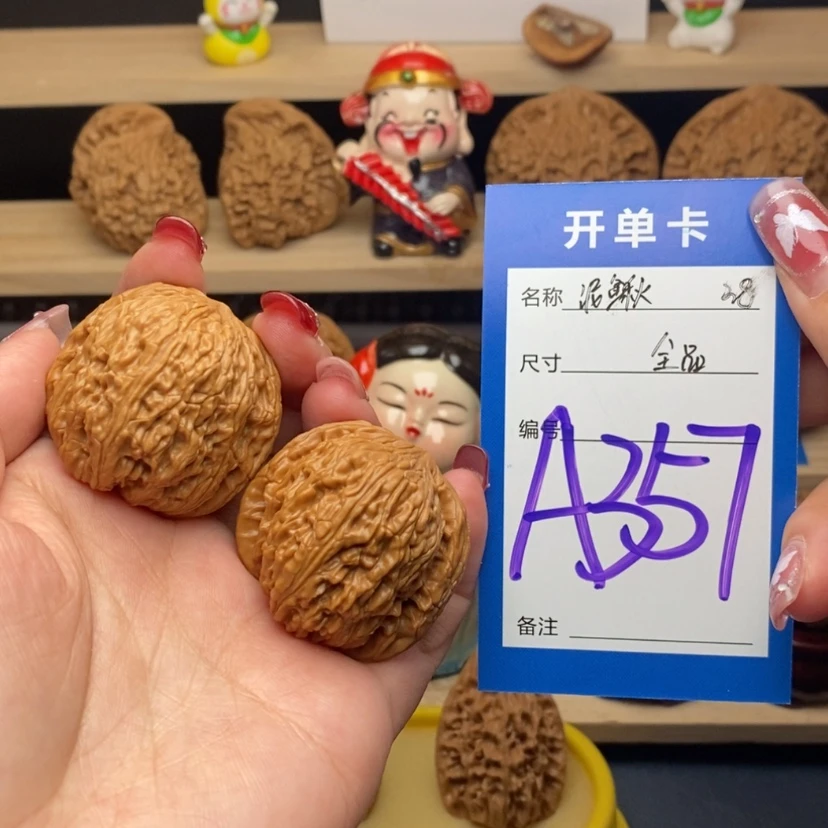 开单卡
名称 泥鳅 28
尺寸 全品
编号 A357
备注